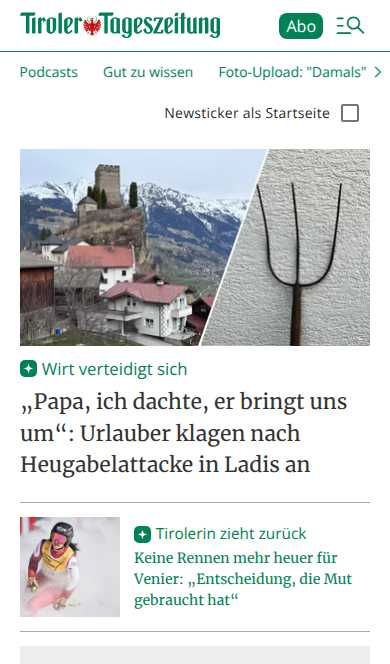 Tiroler Tageszeitung
Abo
Podcasts Gut zu wissen Foto-Upload: "Damals"
Newsticker als Startseite
Wirt verteidigt sich
„Papa, ich dachte, er bringt uns
um“: Urlauber klagen nach
Heugabelattacke in Ladis an
Tirolerin zieht zurück
Keine Rennen mehr heuer für
Venier: „Entscheidung, die Mut
gebraucht hat“